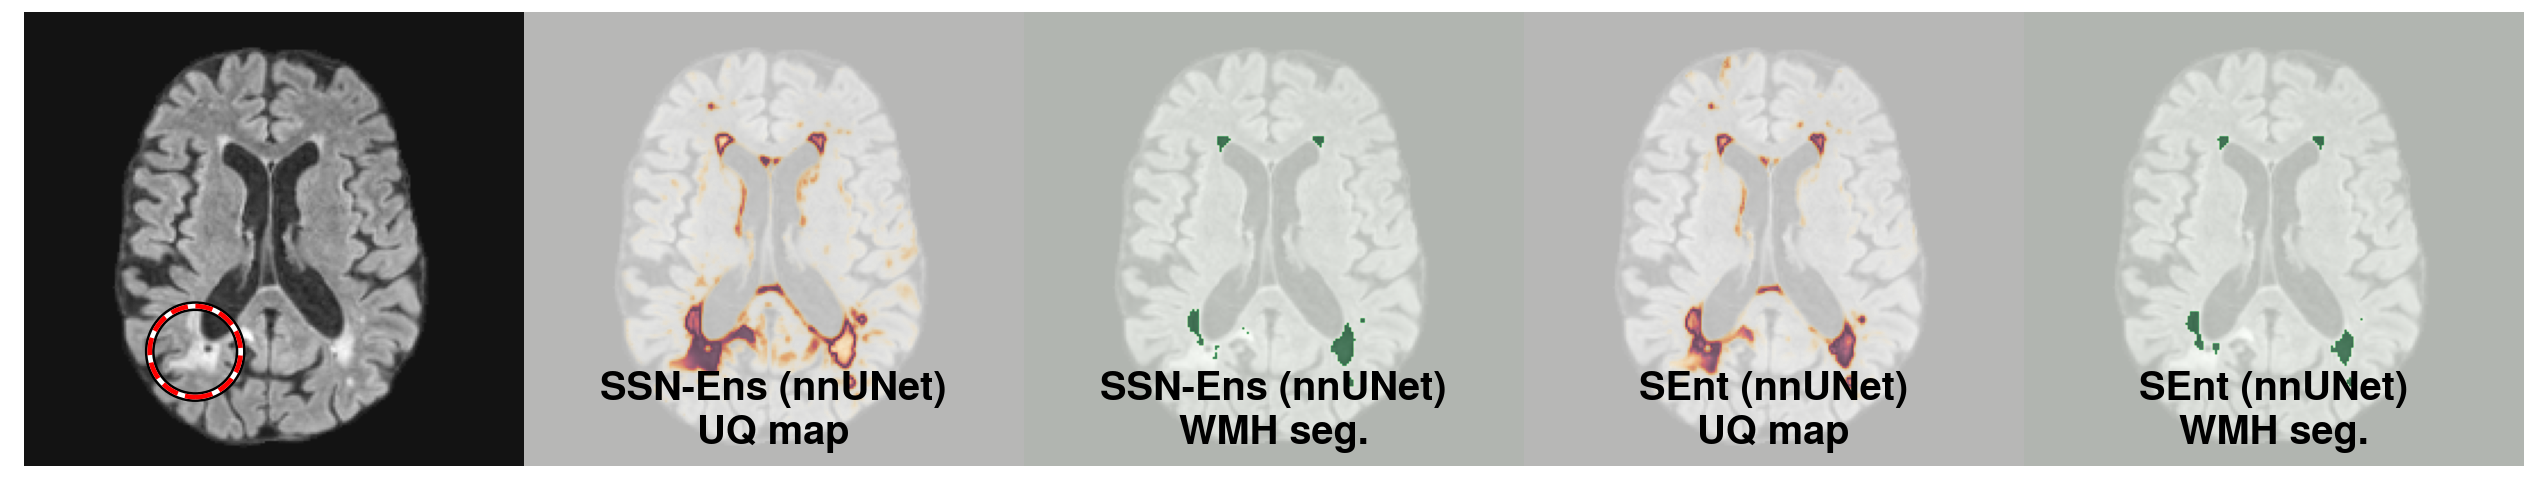 SSN-Ens (nnUNet)
UQ map
SSN-Ens (nnUNet)
WMH seg.
SEnt (nnUNet)
UQ map
SEnt (nnUNet)
WMH seg.